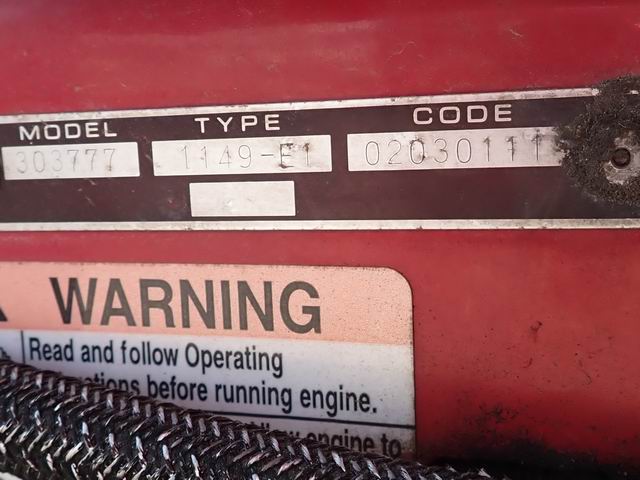 MODEL TYPE CODE
303777 1149-E1 02030111
WARNING
Read and follow Operating
before running engine.
engine to